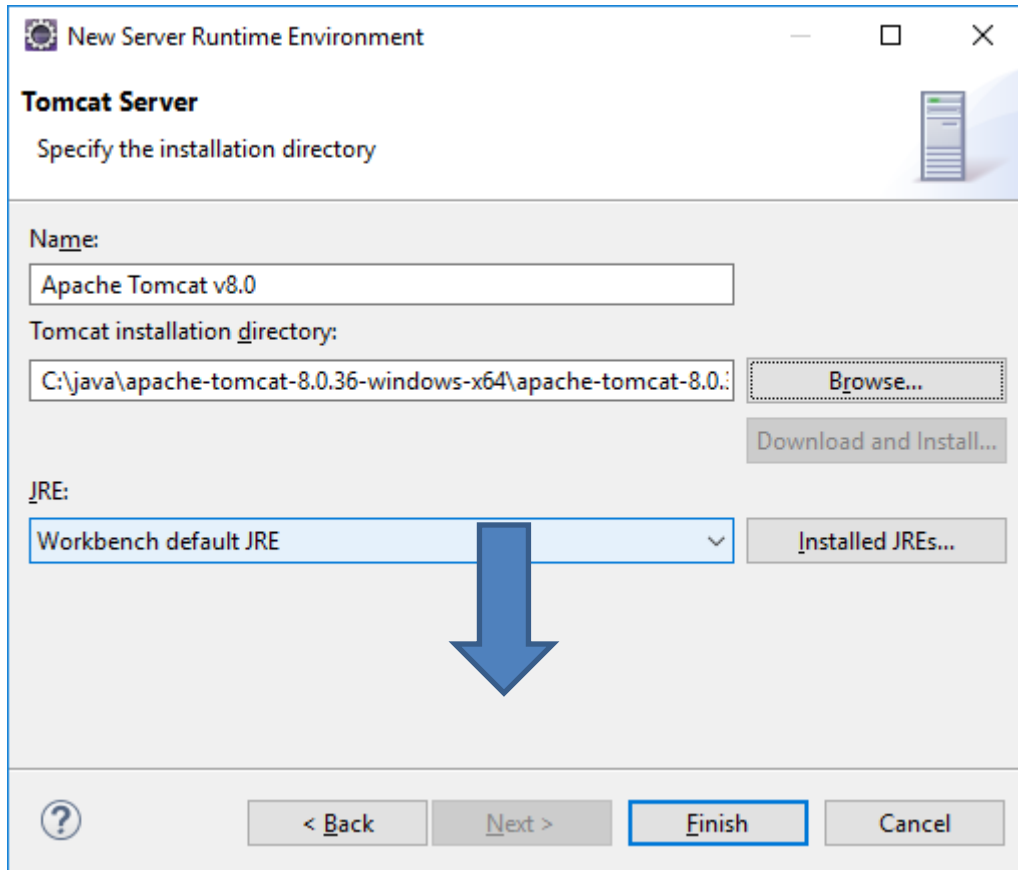 New Server Runtime Environment
Tomcat Server
Specify the installation directory
Name:
Apache Tomcat v8.0
Tomcat installation directory:
C:\java\apache-tomcat-8.0.36-windows-x64\apache-tomcat-8.0.
Browse...
Download and Install...
JRE:
Workbench default JRE
Installed JREs...
?
< Back
Next >
Finish
Cancel